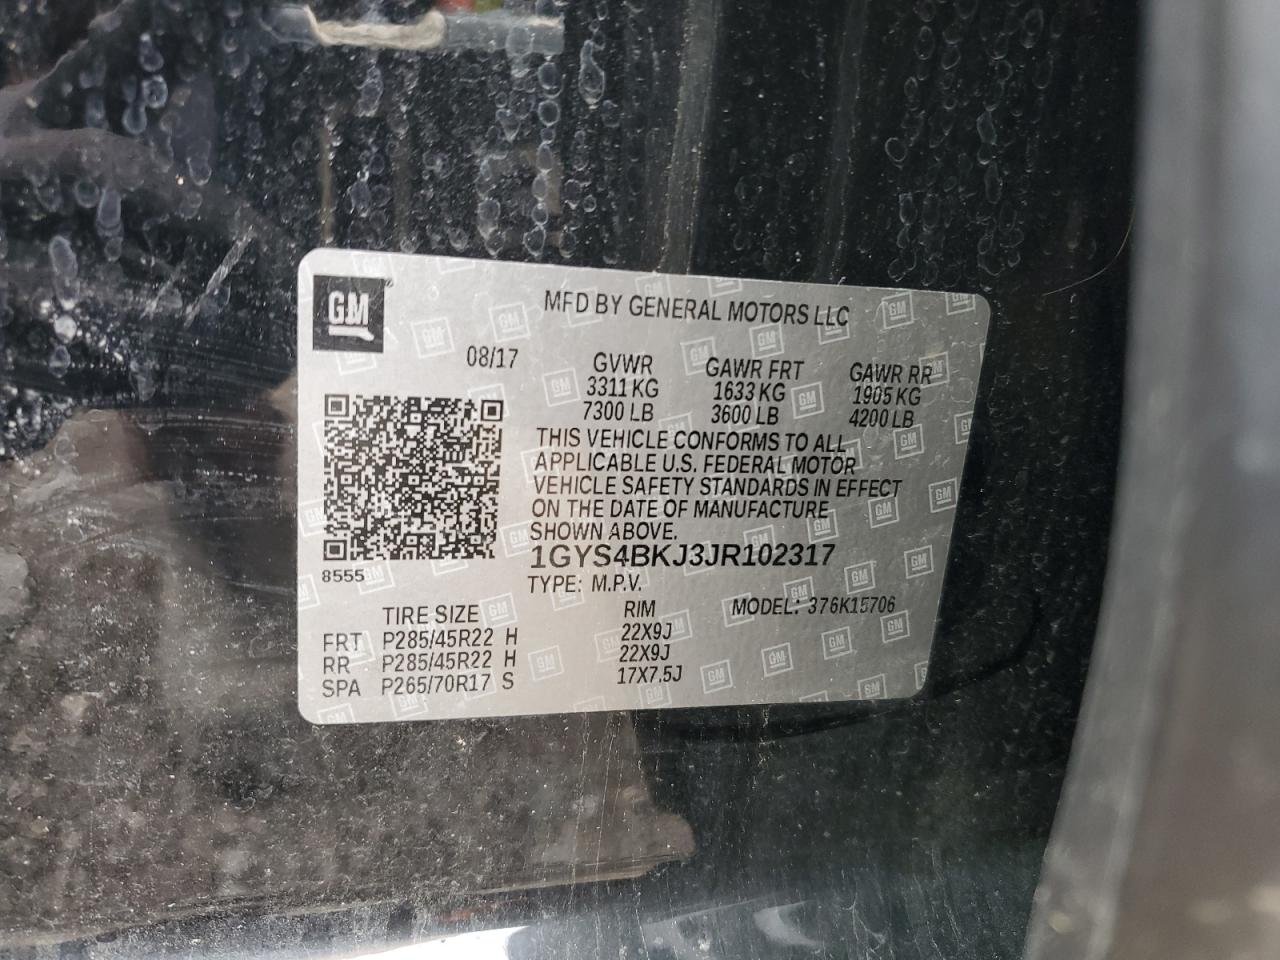 GM
MFD BY GENERAL MOTORS LLC
08/17
GVWR GAWR FRT GAWR RR
3311 KG 1633 KG 1905 KG
7300 LB 3600 LB 4200 LB
THIS VEHICLE CONFORMS TO ALL
APPLICABLE U.S. FEDERAL MOTOR
VEHICLE SAFETY STANDARDS IN EFFECT
ON THE DATE OF MANUFACTURE
SHOWN ABOVE.
8555
1GYS4BKJ3JR102317
TYPE: M.P.V.
TIRE SIZE RIM MODEL: 376K15706
FRT P285/45R22 H 22X9J
RR P285/45R22 H 22X9J
SPA P265/70R17 S 17X7.5J